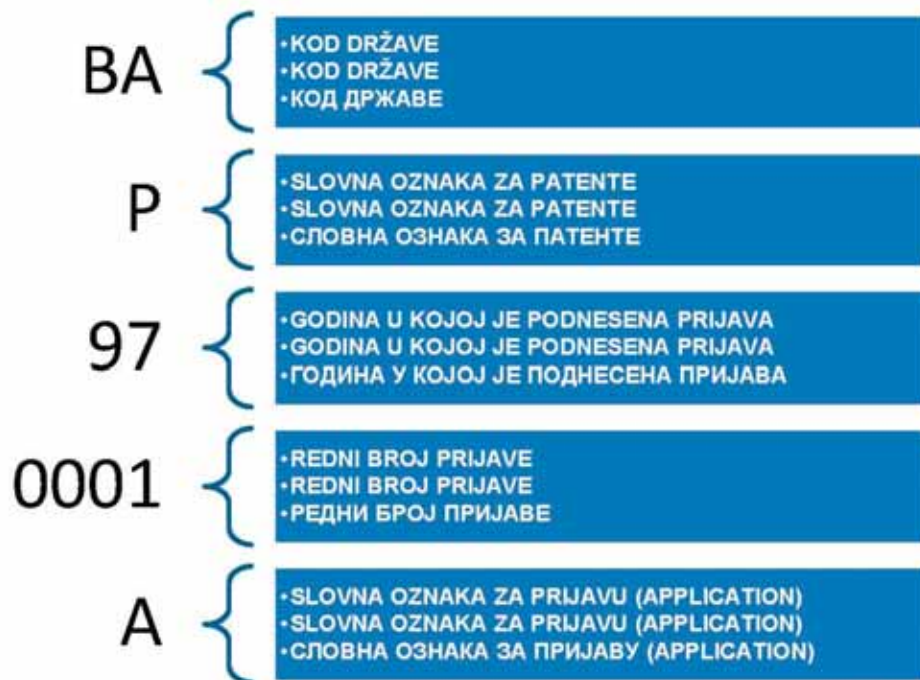 BA
•KOD DRŽAVE
•KOD DRŽAVE
•КОД ДРЖАВЕ
P
•SLOVNA OZNAKA ZA PATENTE
•SLOVNA OZNAKA ZA PATENTE
•СЛОВНА ОЗНАКА ЗА ПАТЕНТЕ
97
•GODINA U KOJOJ JE PODNESENA PRIJAVA
•GODINA U KOJOJ JE PODNESENA PRIJAVA
•ГОДИНА У КОЈОЈ ЈЕ ПОДНЕСЕНА ПРИЈАВА
0001
•REDNI BROJ PRIJAVE
•REDNI BROJ PRIJAVE
•РЕДНИ БРОЈ ПРИЈАВЕ
A
•SLOVNA OZNAKA ZA PRIJAVU (APPLICATION)
•SLOVNA OZNAKA ZA PRIJAVU (APPLICATION)
•СЛОВНА ОЗНАКА ЗА ПРИЈАВУ (APPLICATION)